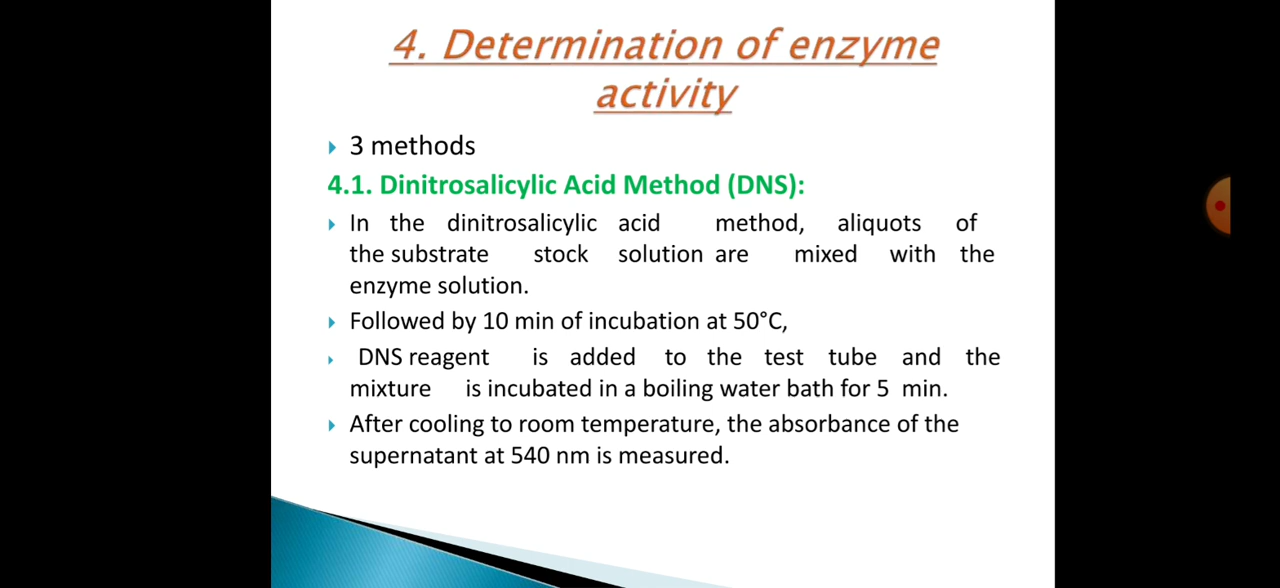 4. Determination of enzyme
activity
3 methods
4.1. Dinitrosalicylic Acid Method (DNS):
In the dinitrosalicylic acid method, aliquots of
the substrate stock solution are mixed with the
enzyme solution.
Followed by 10 min of incubation at 50°C,
DNS reagent is added to the test tube and the
mixture is incubated in a boiling water bath for 5 min.
After cooling to room temperature, the absorbance of the
supernatant at 540 nm is measured.